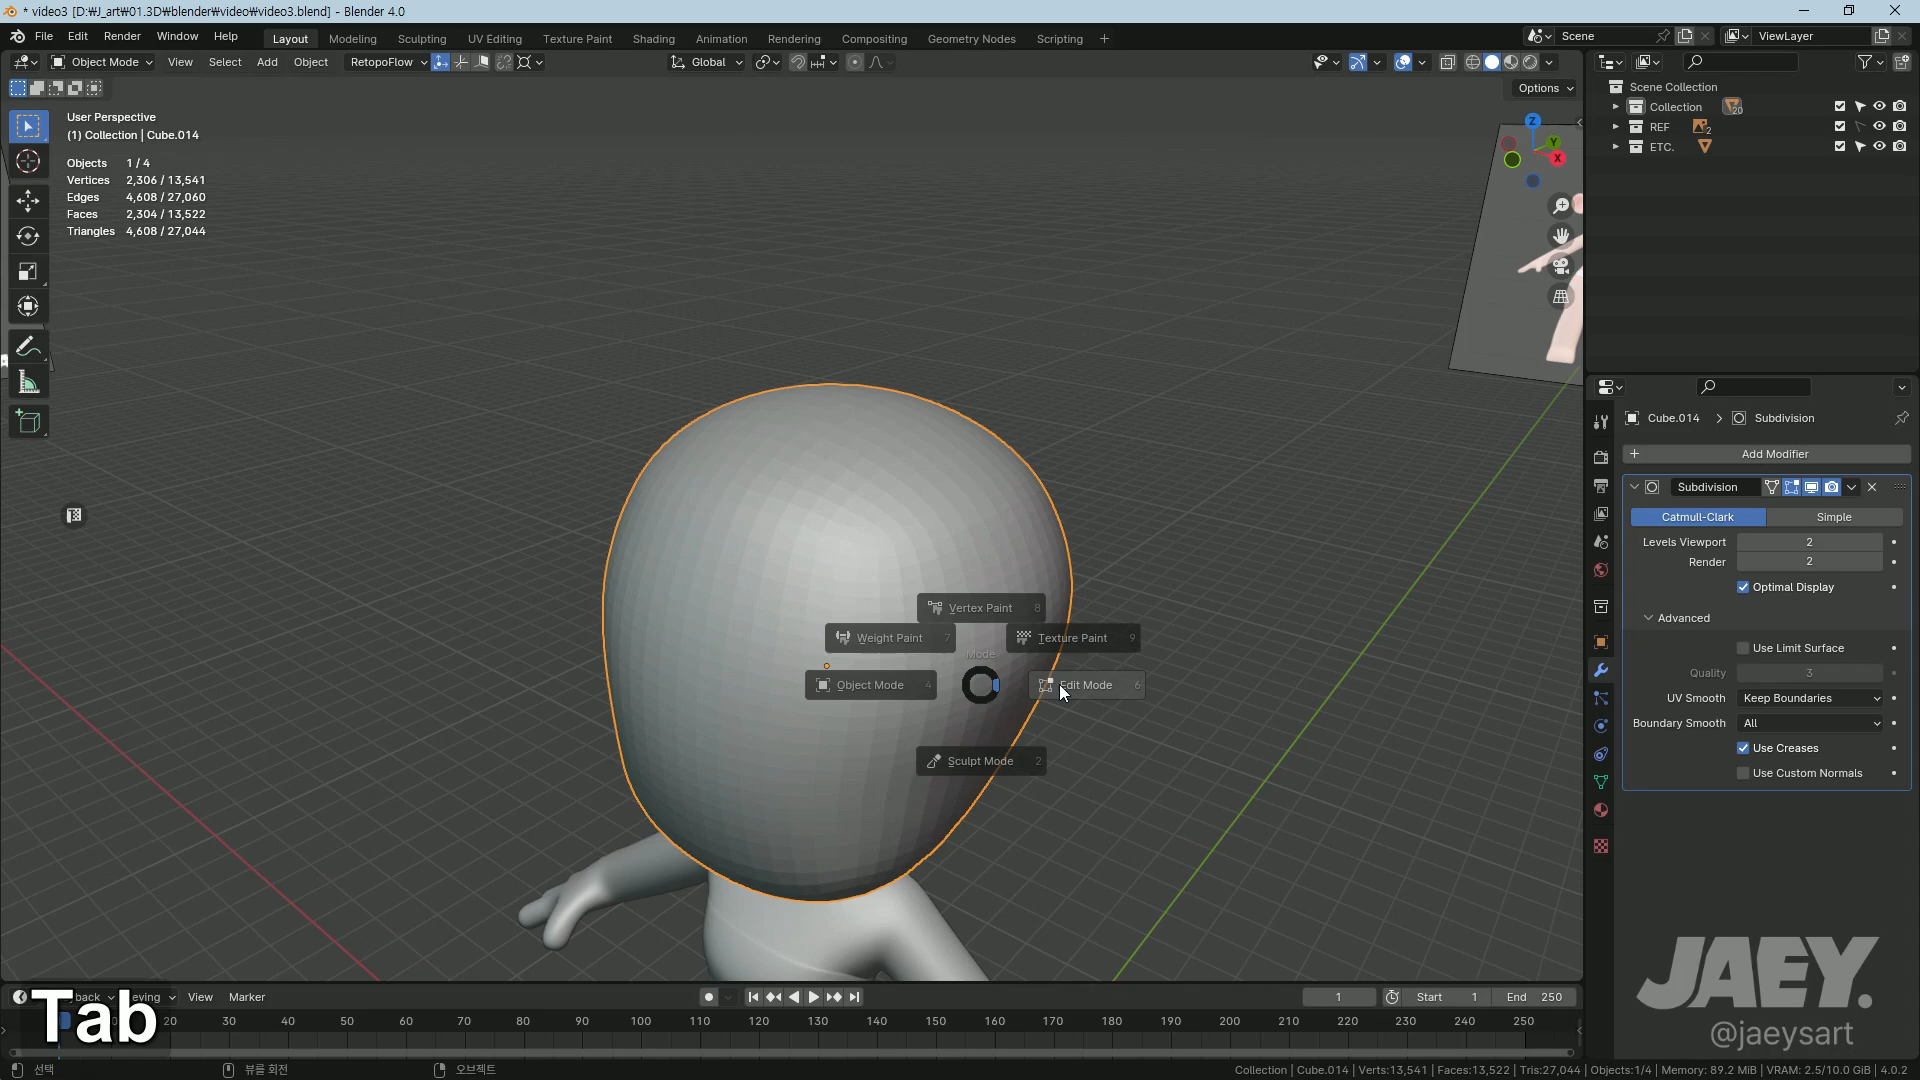 * video3 [D:₩J_art₩01.3D₩blender₩video₩video3.blend] - Blender 4.0
File Edit Render Window Help Layout Modeling Sculpting UV Editing Texture Paint Shading Animation Rendering Compositing Geometry Nodes Scripting + Scene ViewLayer
Object Mode View Select Add Object RetopoFlow Global
Options
User Perspective
(1) Collection | Cube.014
Objects 1 / 4
Vertices 2,306 / 13,541
Edges 4,608 / 27,060
Faces 2,304 / 13,522
Triangles 4,608 / 27,044
Z
Y
X
Scene Collection
Collection 20
REF 2
ETC.
Cube.014 > Subdivision
Add Modifier
Subdivision
Catmull-Clark Simple
Levels Viewport 2
Render 2
Optimal Display
Advanced
Use Limit Surface
Quality 3
UV Smooth Keep Boundaries
Boundary Smooth All
Use Creases
Use Custom Normals
Vertex Paint 8
Weight Paint 7
Texture Paint 9
Mode
Object Mode 4
Edit Mode 6
Sculpt Mode 2
JAEY.
@jaeysart
Tab
View Marker 1 Start 1 End 250
20 30 40 50 60 70 80 90 100 110 120 130 140 150 160 170 180 190 200 210 220 230 240 250
선택 뷰를 회전 오브젝트
Collection | Cube.014 | Verts:13,541 | Faces:13,522 | Tris:27,044 | Objects:1/4 | Memory: 89.2 MiB | VRAM: 2.5/10.0 GiB | 4.0.2